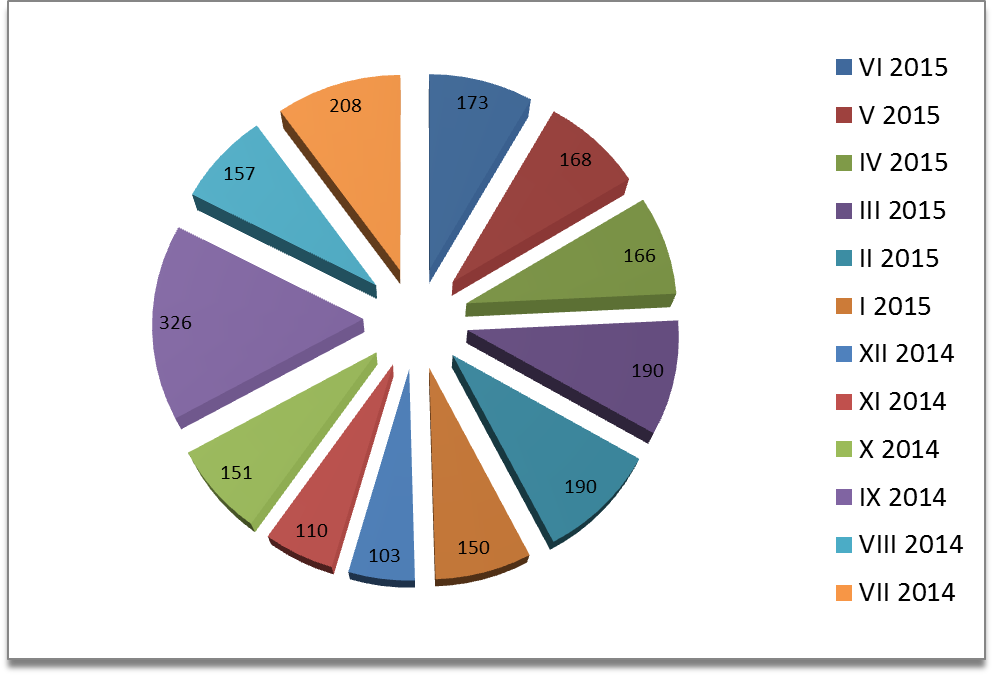 173
168
166
190
190
150
103
110
151
326
157
208
VI 2015
V 2015
IV 2015
III 2015
II 2015
I 2015
XII 2014
XI 2014
X 2014
IX 2014
VIII 2014
VII 2014